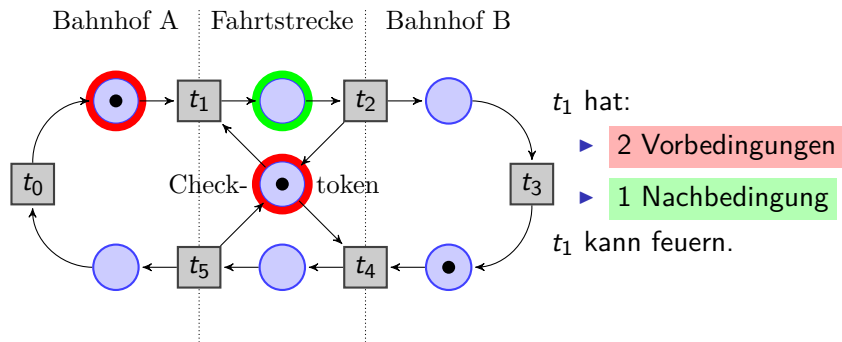 Bahnhof A
Fahrtstrecke
Bahnhof B
t1
t2
t1 hat:
► 2 Vorbedingungen
t0
Check- token
t3
► 1 Nachbedingung
t5
t4
t1 kann feuern.